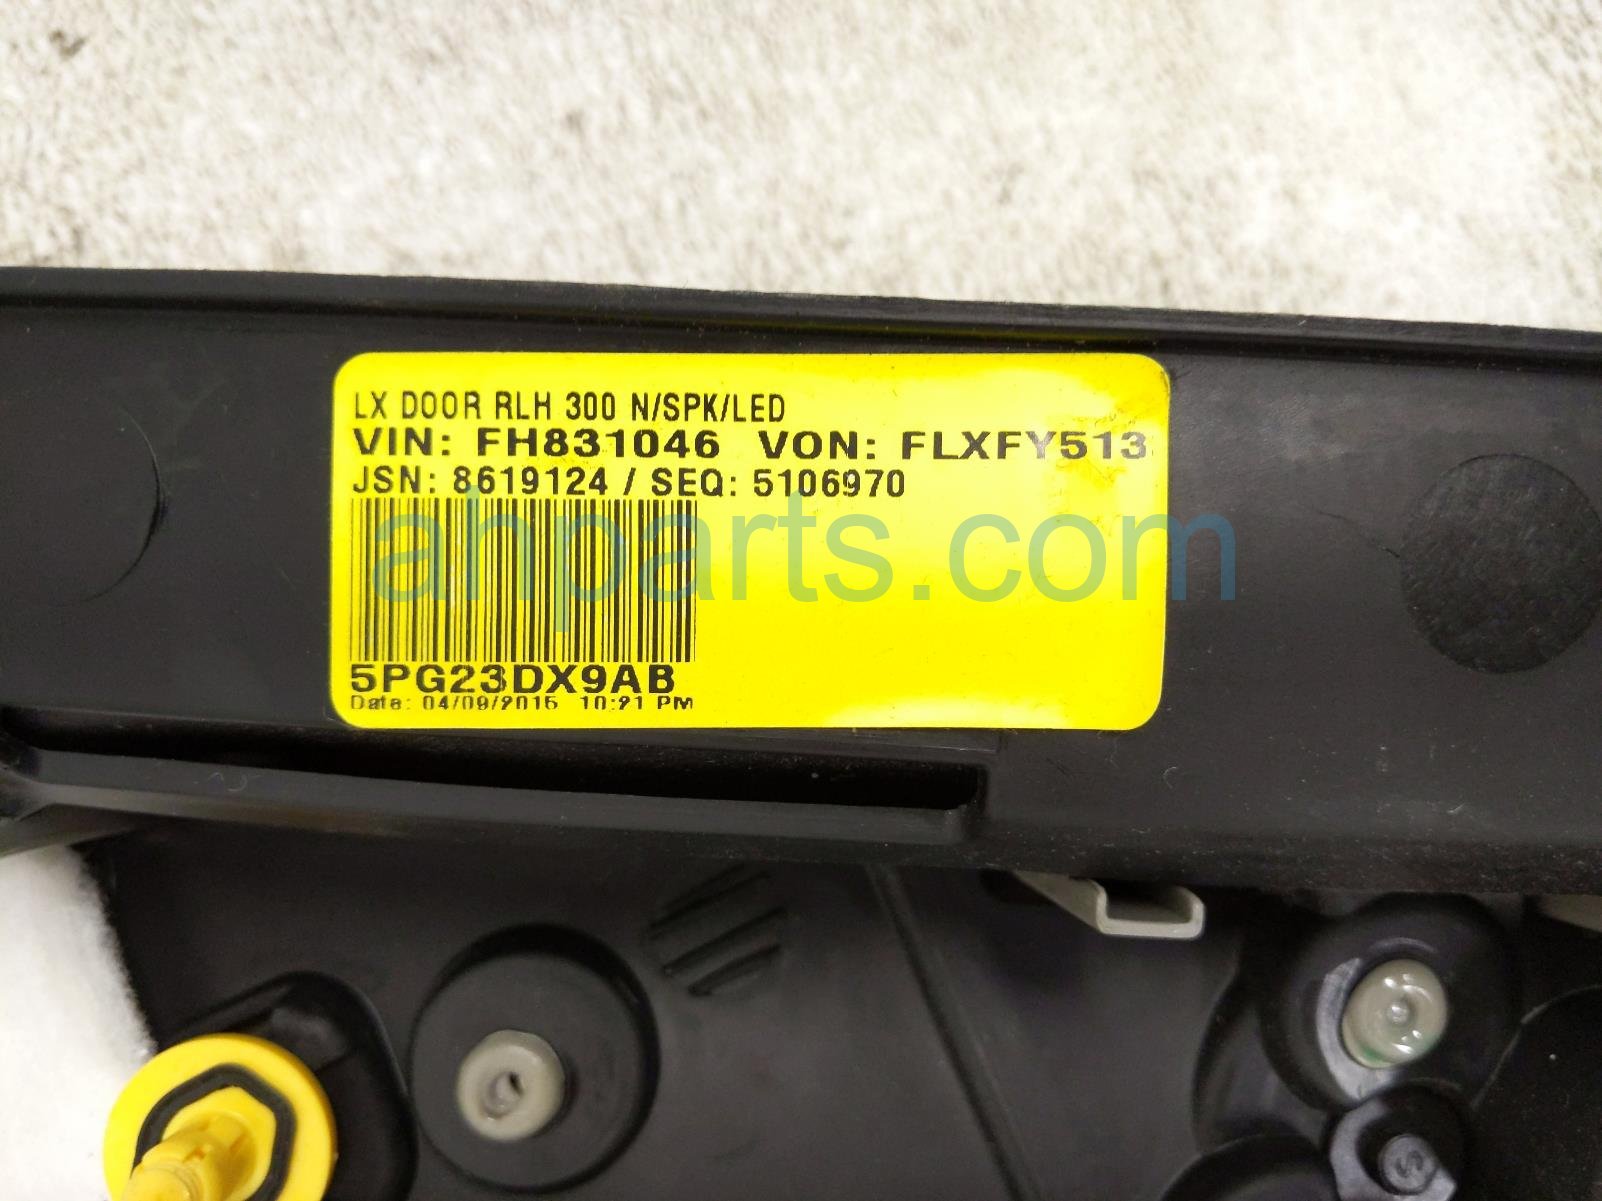 LX DOOR RLH 300 N/SPK/LED
VIN: FH831046 VON: FLXFY513
JSN: 8619124 / SEQ: 5106970
ahparts.com
5PG23DX9AB
Date: 04/09/2015 10:21 PM